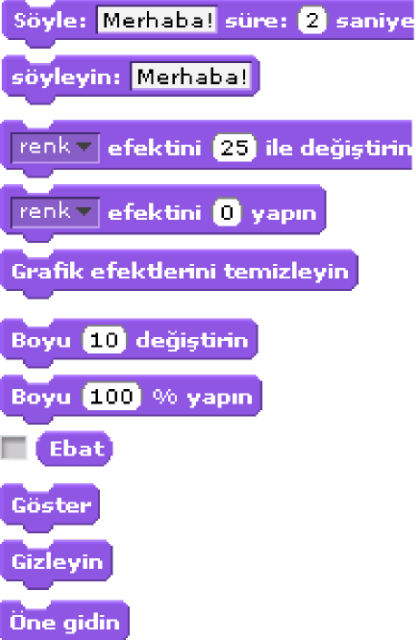 Söyle: Merhaba! süre: 2 saniye
söyleyin: Merhaba!
renk efektini 25 ile değiştirin
renk efektini 0 yapın
Grafik efektlerini temizleyin
Boyu 10 değiştirin
Boyu 100 % yapın
Ebat
Göster
Gizleyin
Öne gidin